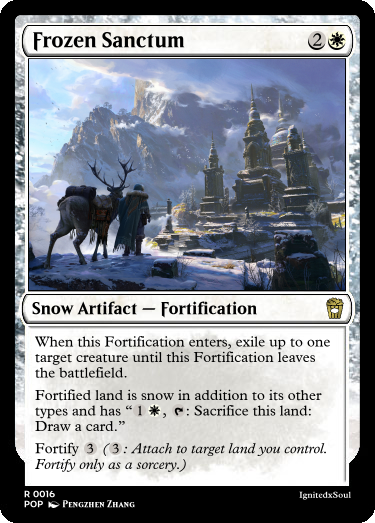 Frozen Sanctum 2
Snow Artifact — Fortification
When this Fortification enters, exile up to one
target creature until this Fortification leaves
the battlefield.
Fortified land is snow in addition to its other
types and has “ 1 , : Sacrifice this land:
Draw a card.”
Fortify 3 ( 3 : Attach to target land you control.
Fortify only as a sorcery.)
R 0016
POP Pengzhen Zhang
IgnitedxSoul